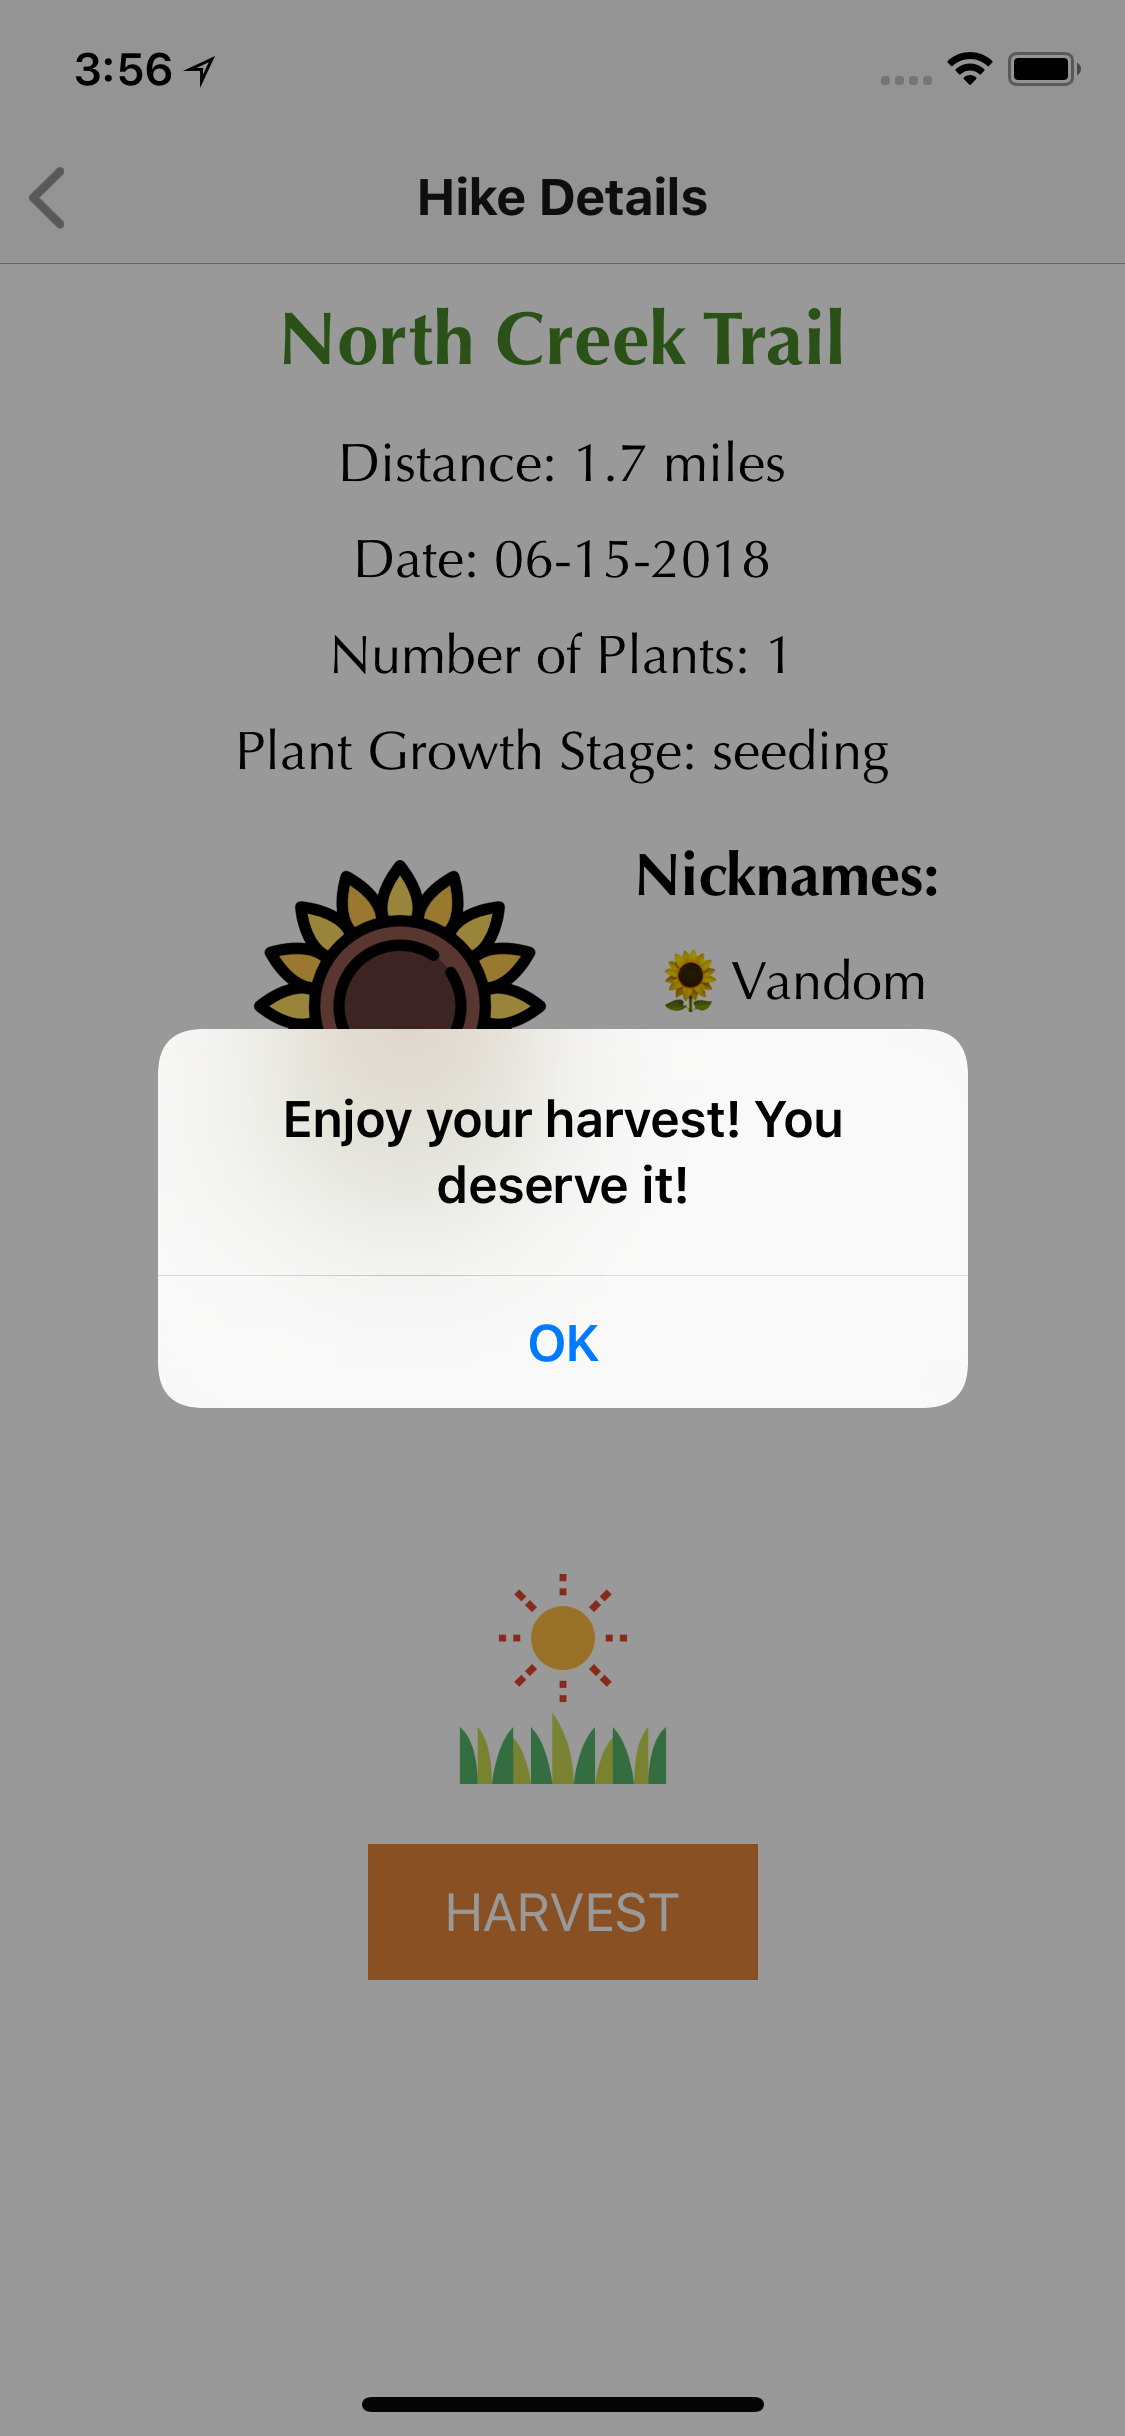 3:56
Hike Details
North Creek Trail
Distance: 1.7 miles
Date: 06-15-2018
Number of Plants: 1
Plant Growth Stage: seeding
Nicknames:
🌻 Vandom
Enjoy your harvest! You
deserve it!
OK
HARVEST